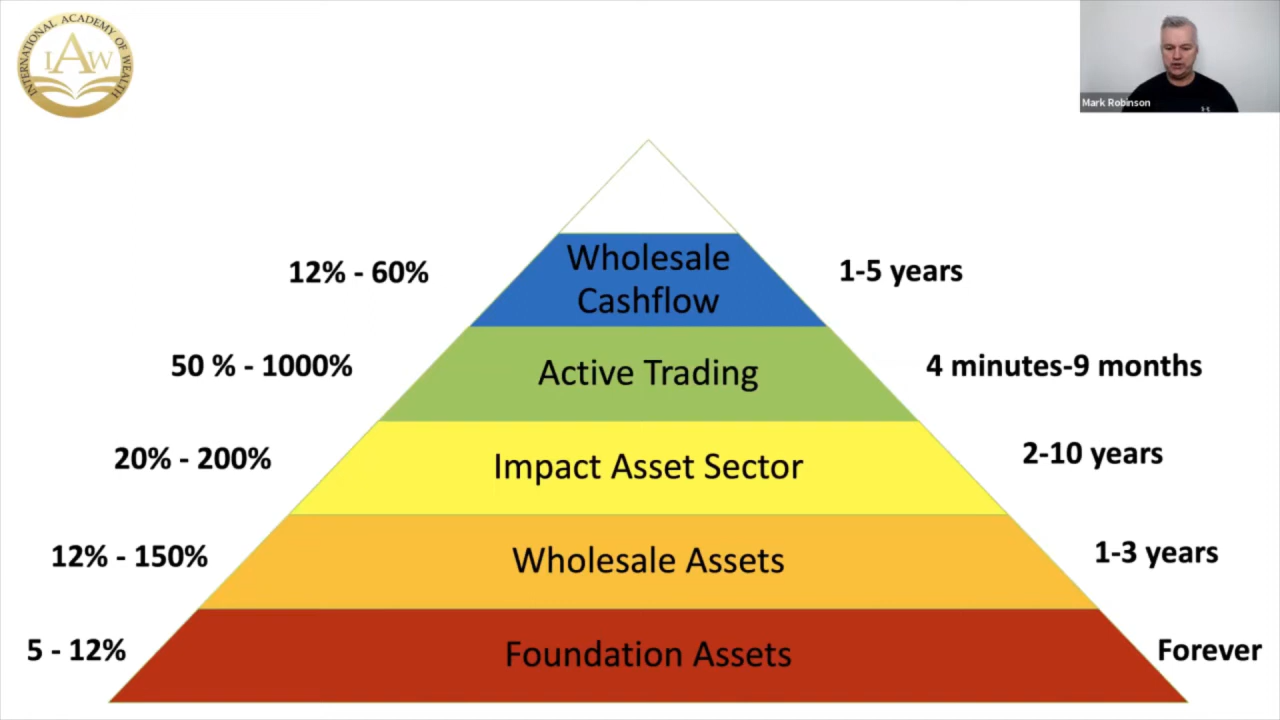 INTERNATIONAL ACADEMY OF WEALTH
IAW
Mark Robinson
12% - 60%
Wholesale
Cashflow
1-5 years
50 % - 1000%
Active Trading
4 minutes-9 months
20% - 200%
Impact Asset Sector
2-10 years
12% - 150%
Wholesale Assets
1-3 years
5 - 12%
Foundation Assets
Forever